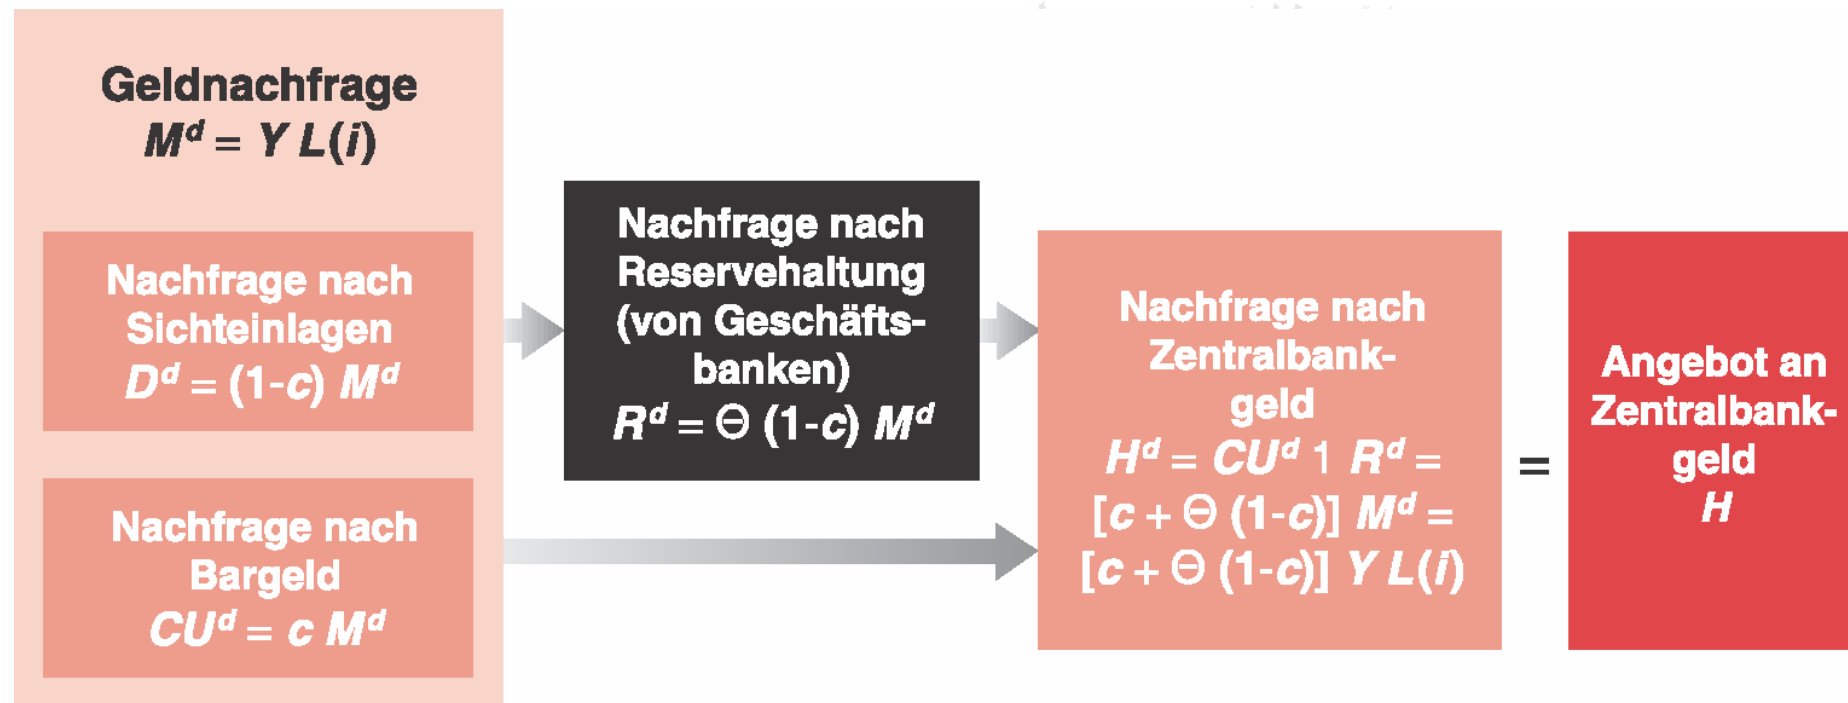 Geldnachfrage
Mᵈ = Y L(i)
Nachfrage nach
Sichteinlagen
Dᵈ = (1-c) Mᵈ
Nachfrage nach
Bargeld
CUᵈ = c Mᵈ
Nachfrage nach
Reservehaltung
(von Geschäfts-
banken)
Rᵈ = Θ (1-c) Mᵈ
Nachfrage nach
Zentralbank-
geld
Hᵈ = CUᵈ 1 Rᵈ =
[c + Θ (1-c)] Mᵈ =
[c + Θ (1-c)] Y L(i)
=
Angebot an
Zentralbank-
geld
H